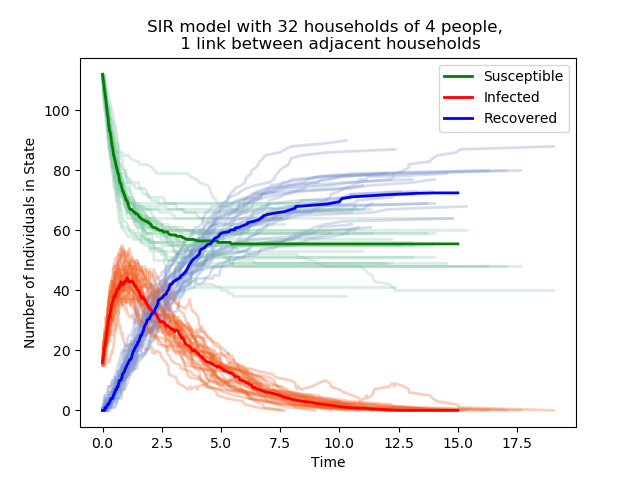 SIR model with 32 households of 4 people,
1 link between adjacent households
Susceptible
Infected
Recovered
Number of Individuals in State
100
80
60
40
20
0
0.0 2.5 5.0 7.5 10.0 12.5 15.0 17.5
Time